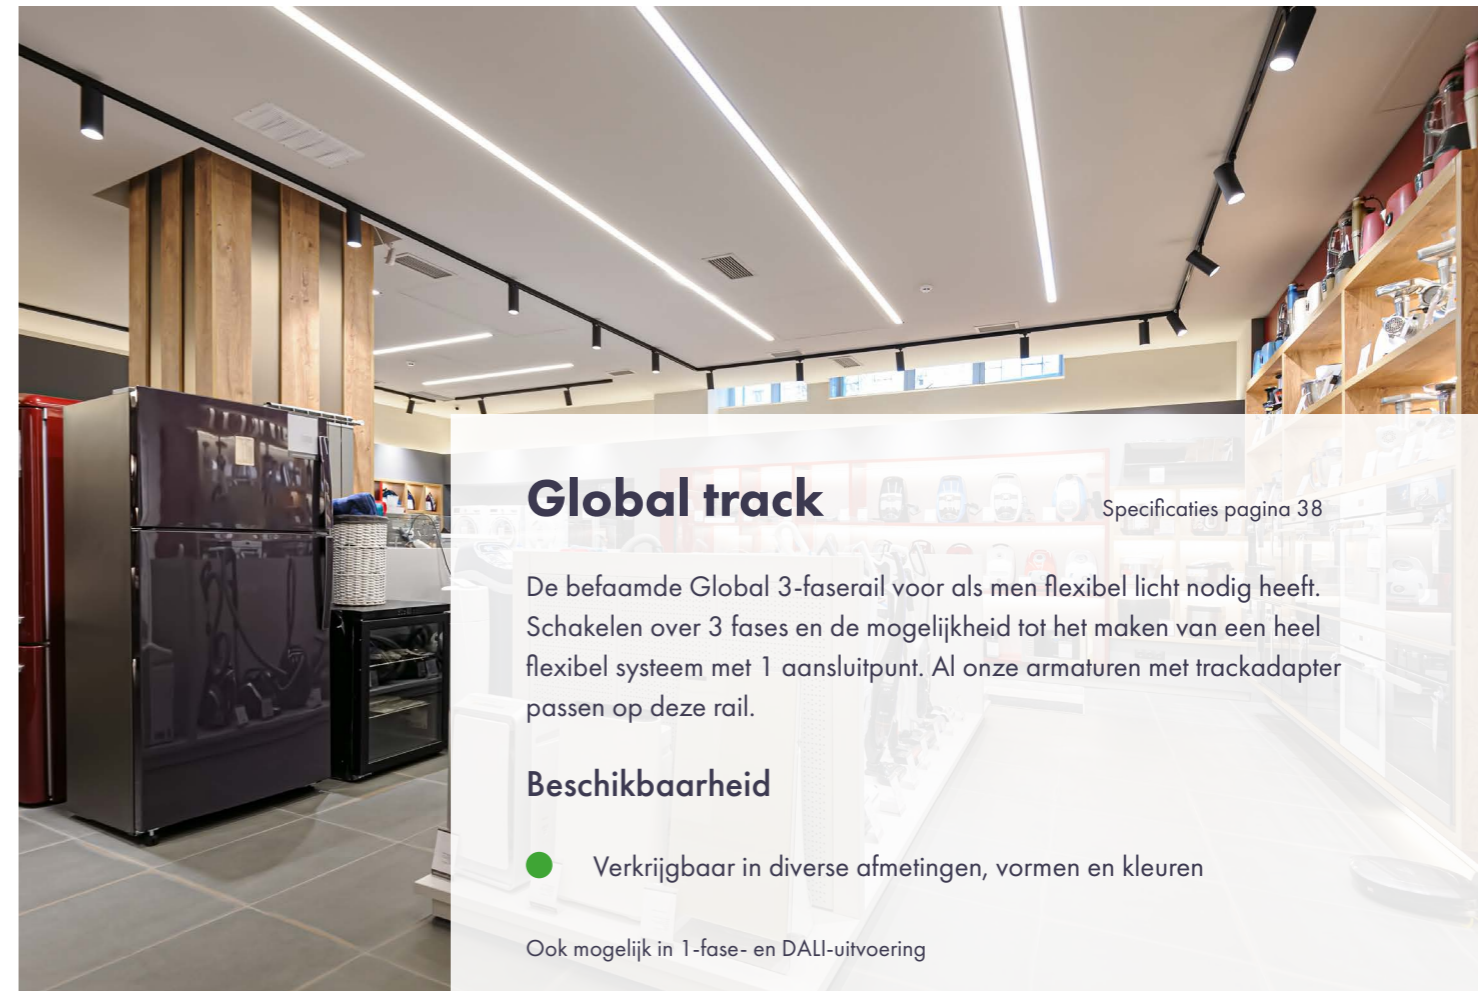 Global track
Specificaties pagina 38
De befaamde Global 3-faserail voor als men flexibel licht nodig heeft.
Schakelen over 3 fases en de mogelijkheid tot het maken van een heel
flexibel systeem met 1 aansluitpunt. Al onze armaturen met trackadapter
passen op deze rail.
Beschikbaarheid
Verkrijgbaar in diverse afmetingen, vormen en kleuren
Ook mogelijk in 1-fase- en DALI-uitvoering